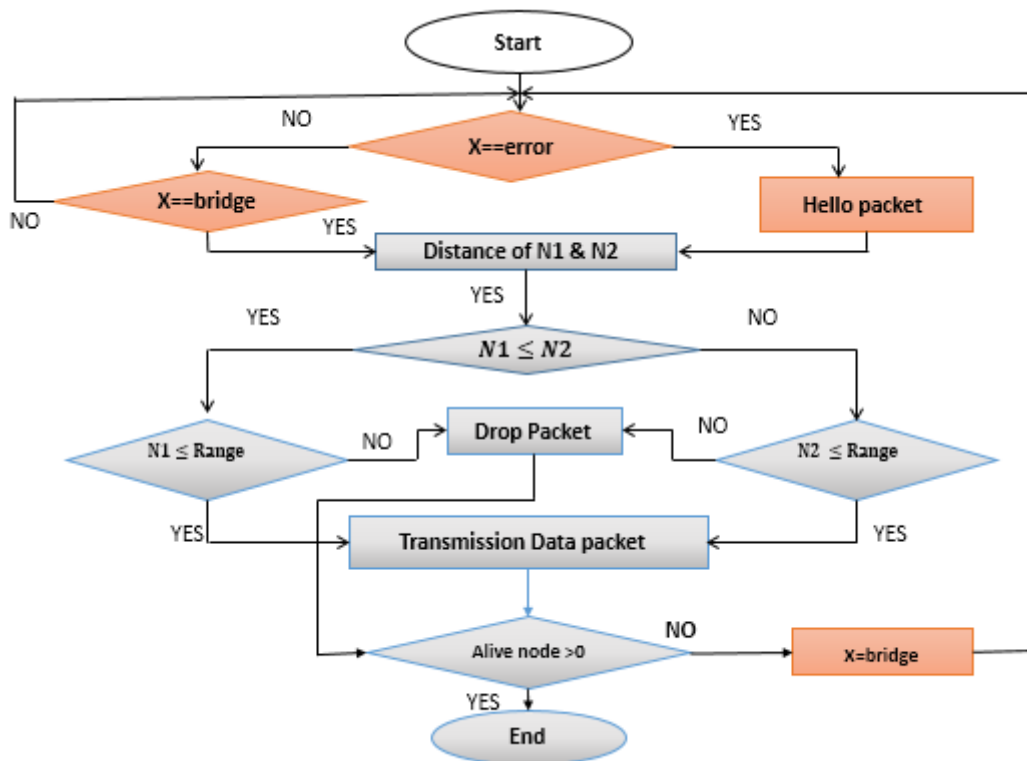 Start
NO
YES
X==error
X==bridge
Hello packet
NO
YES
Distance of N1 & N2
YES
YES
NO
N1 ≤ N2
N1 ≤ Range
NO
Drop Packet
NO
N2 ≤ Range
YES
Transmission Data packet
YES
Alive node >0
NO
X=bridge
YES
End